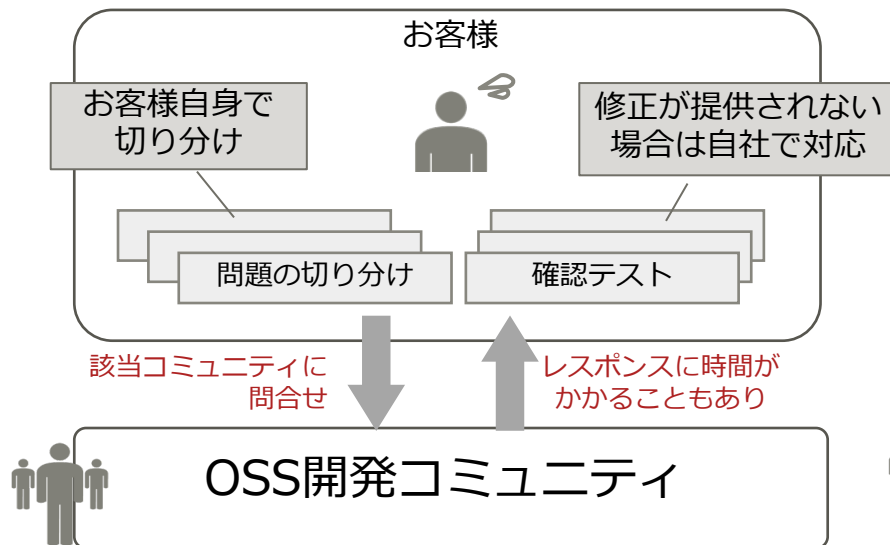 お客様
お客様自身で
切り分け
修正が提供されない
場合は自社で対応
問題の切り分け
確認テスト
該当コミュニティに
問合せ
レスポンスに時間が
かかることもあり
OSS開発コミュニティ